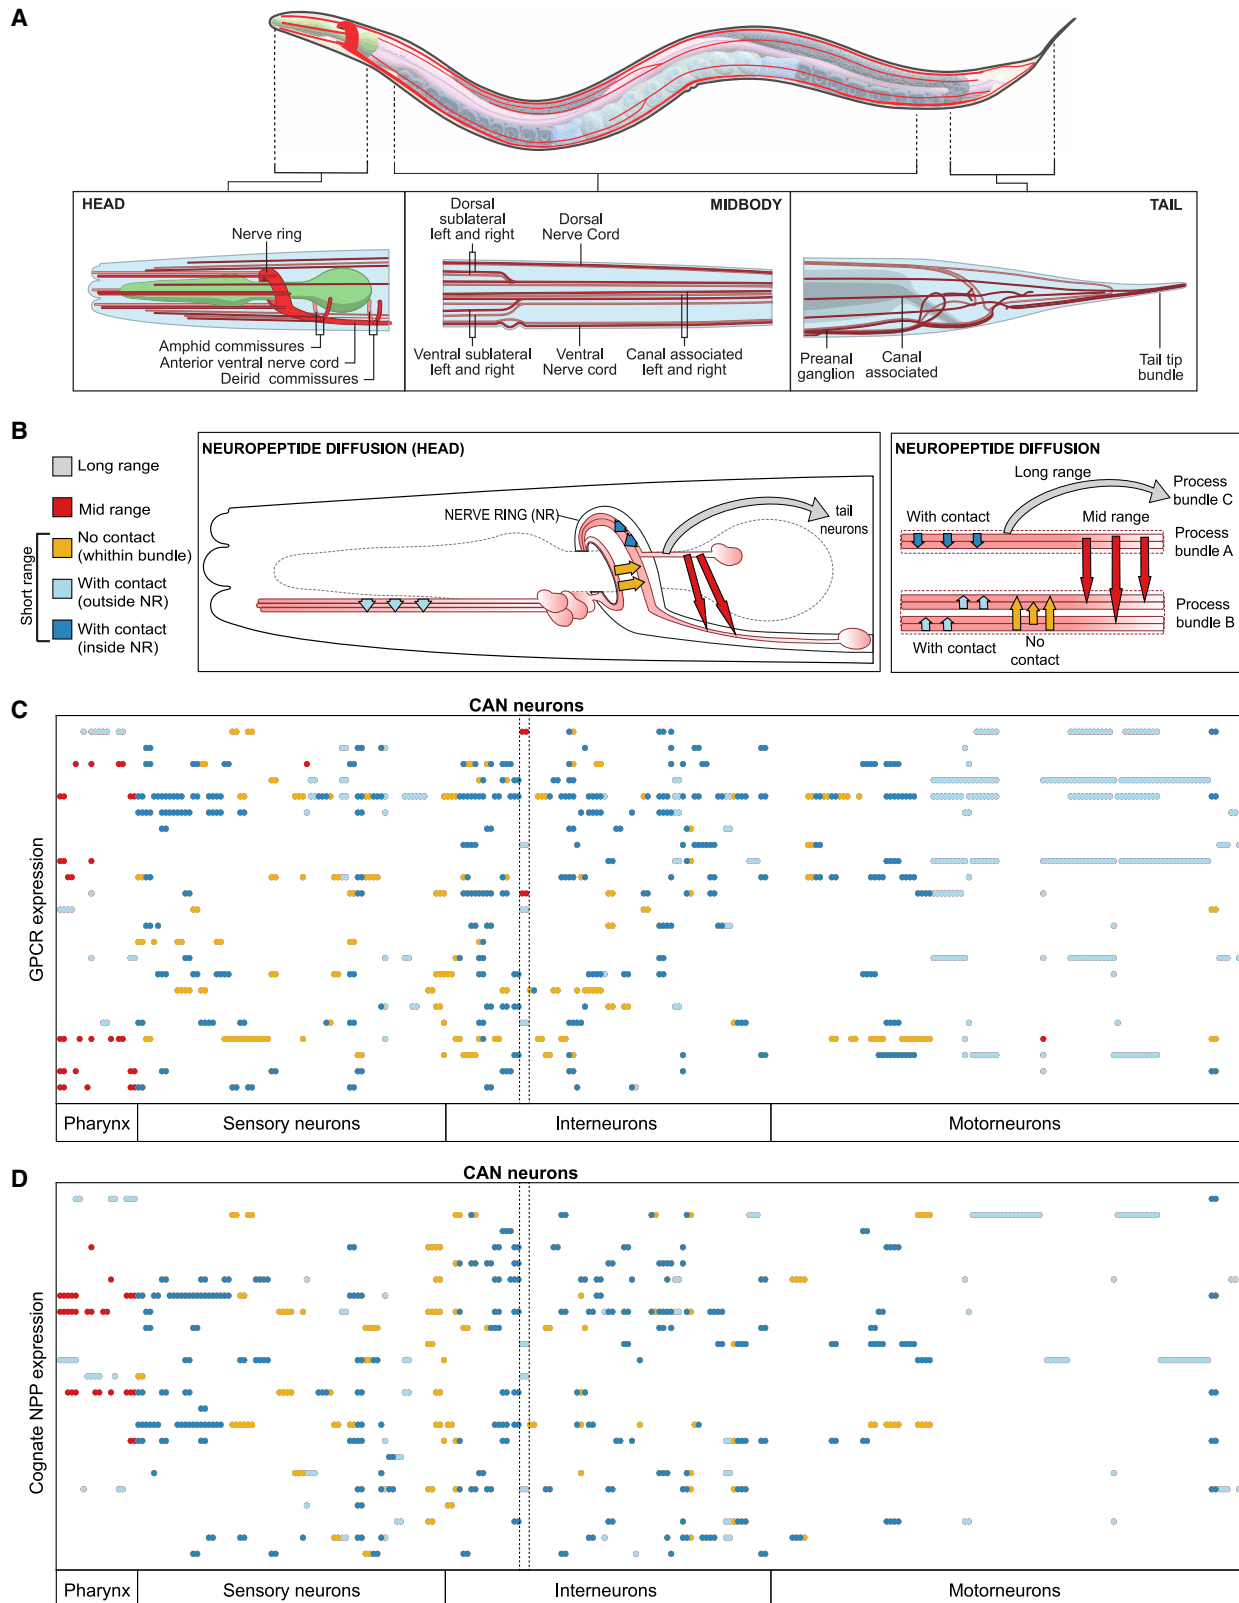 A
HEAD
Nerve ring
Amphid commissures
Anterior ventral nerve cord
Deirid commissures
MIDBODY
Dorsal
sublateral
left and right
Dorsal
Nerve Cord
Ventral sublateral
left and right
Ventral
Nerve cord
Canal associated
left and right
TAIL
Preanal
ganglion
Canal
associated
Tail tip
bundle
B
Long range
Mid range
Short range
No contact
(whithin bundle)
With contact
(outside NR)
With contact
(inside NR)
NEUROPEPTIDE DIFFUSION (HEAD)
NERVE RING (NR)
tail
neurons
NEUROPEPTIDE DIFFUSION
Long range
Process
bundle C
With contact
Mid range
Process
bundle A
Process
bundle B
With contact
No
contact
C
CAN neurons
GPCR expression
Pharynx
Sensory neurons
Interneurons
Motorneurons
D
CAN neurons
Cognate NPP expression
Pharynx
Sensory neurons
Interneurons
Motorneurons